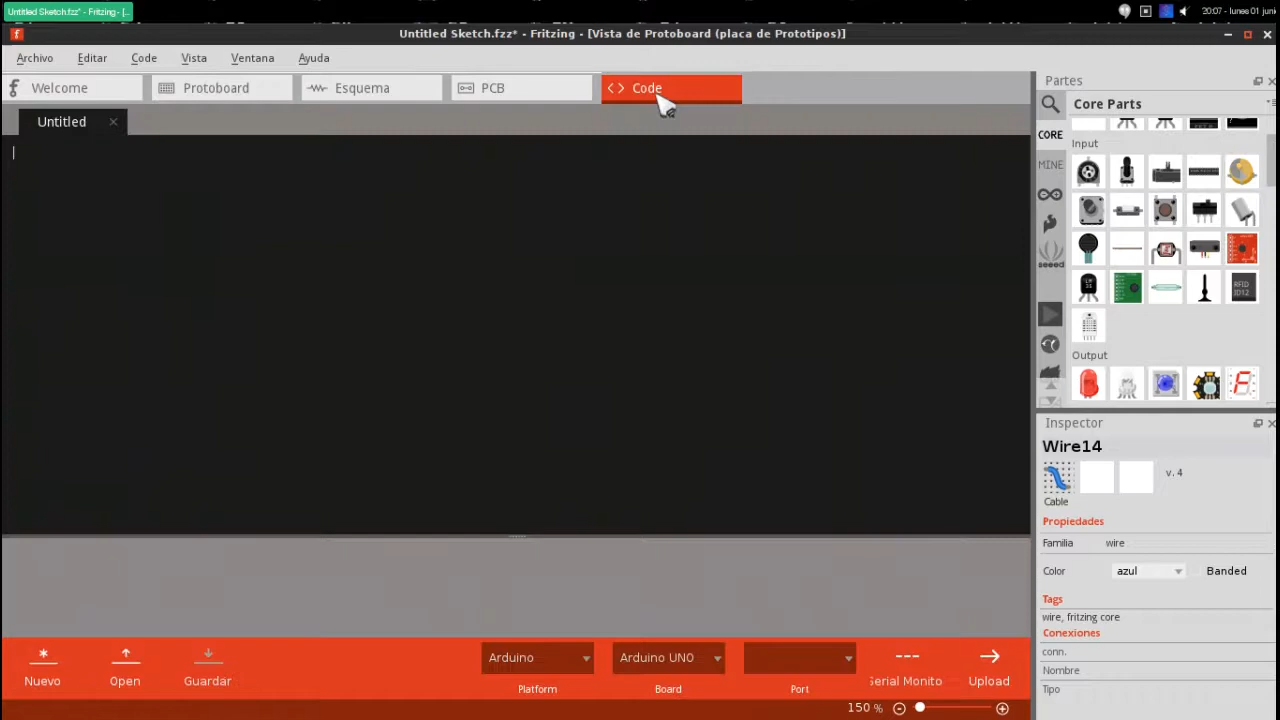 Untitled Sketch.fzz* - Fritzing - [...
20:07 - lunes 01 juni
Untitled Sketch.fzz* - Fritzing - [Vista de Protoboard (placa de Prototipos)]
Archivo Editar Code Vista Ventana Ayuda
Welcome Protoboard Esquema PCB Code
Untitled
Partes
Core Parts
CORE
Input
MINE
seeed
RFID
ID12
Output
Inspector
Wire14
v. 4
Cable
Propiedades
Familia wire
Color azul Banded
Tags
wire, fritzing core
Conexiones
conn.
Nombre
Tipo
Nuevo Open Guardar
Arduino Arduino UNO
Platform Board Port
Serial Monito Upload
150 %